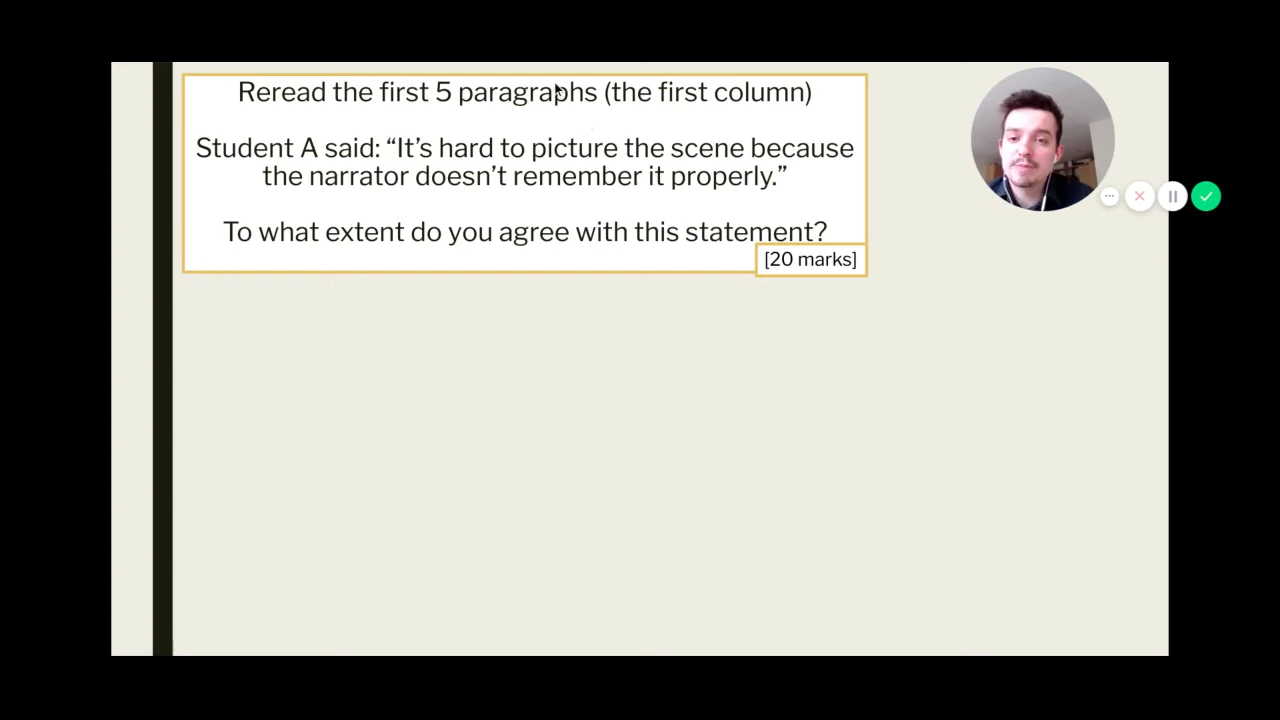 Reread the first 5 paragraphs (the first column)
Student A said: “It’s hard to picture the scene because
the narrator doesn’t remember it properly.”
To what extent do you agree with this statement?
[20 marks]